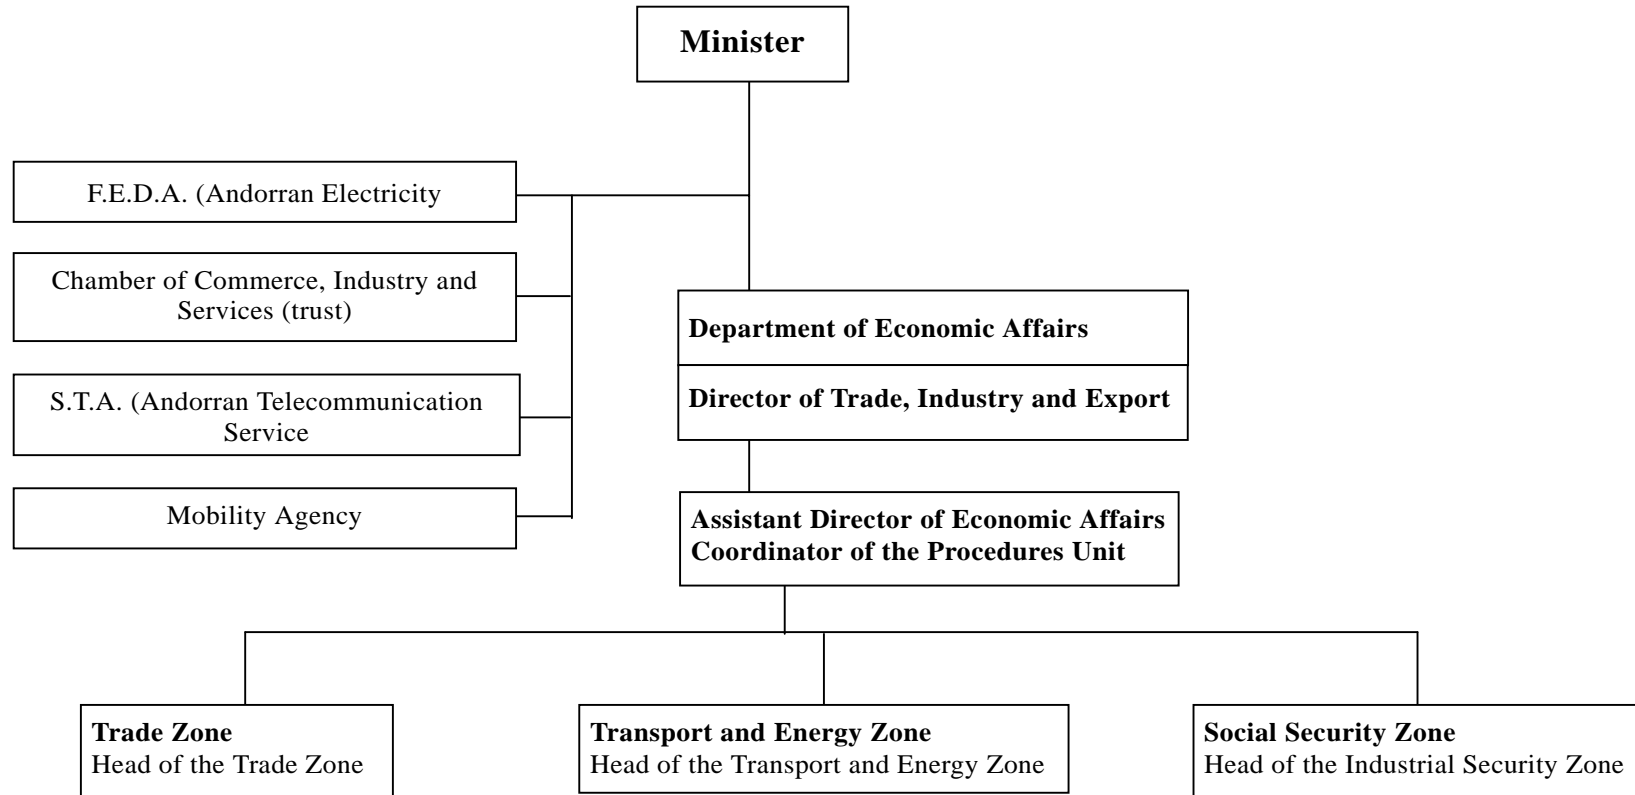 Minister
F.E.D.A. (Andorran Electricity
Chamber of Commerce, Industry and
Services (trust)
S.T.A. (Andorran Telecommunication
Service
Mobility Agency
Department of Economic Affairs
Director of Trade, Industry and Export
Assistant Director of Economic Affairs
Coordinator of the Procedures Unit
Trade Zone
Head of the Trade Zone
Transport and Energy Zone
Head of the Transport and Energy Zone
Social Security Zone
Head of the Industrial Security Zone